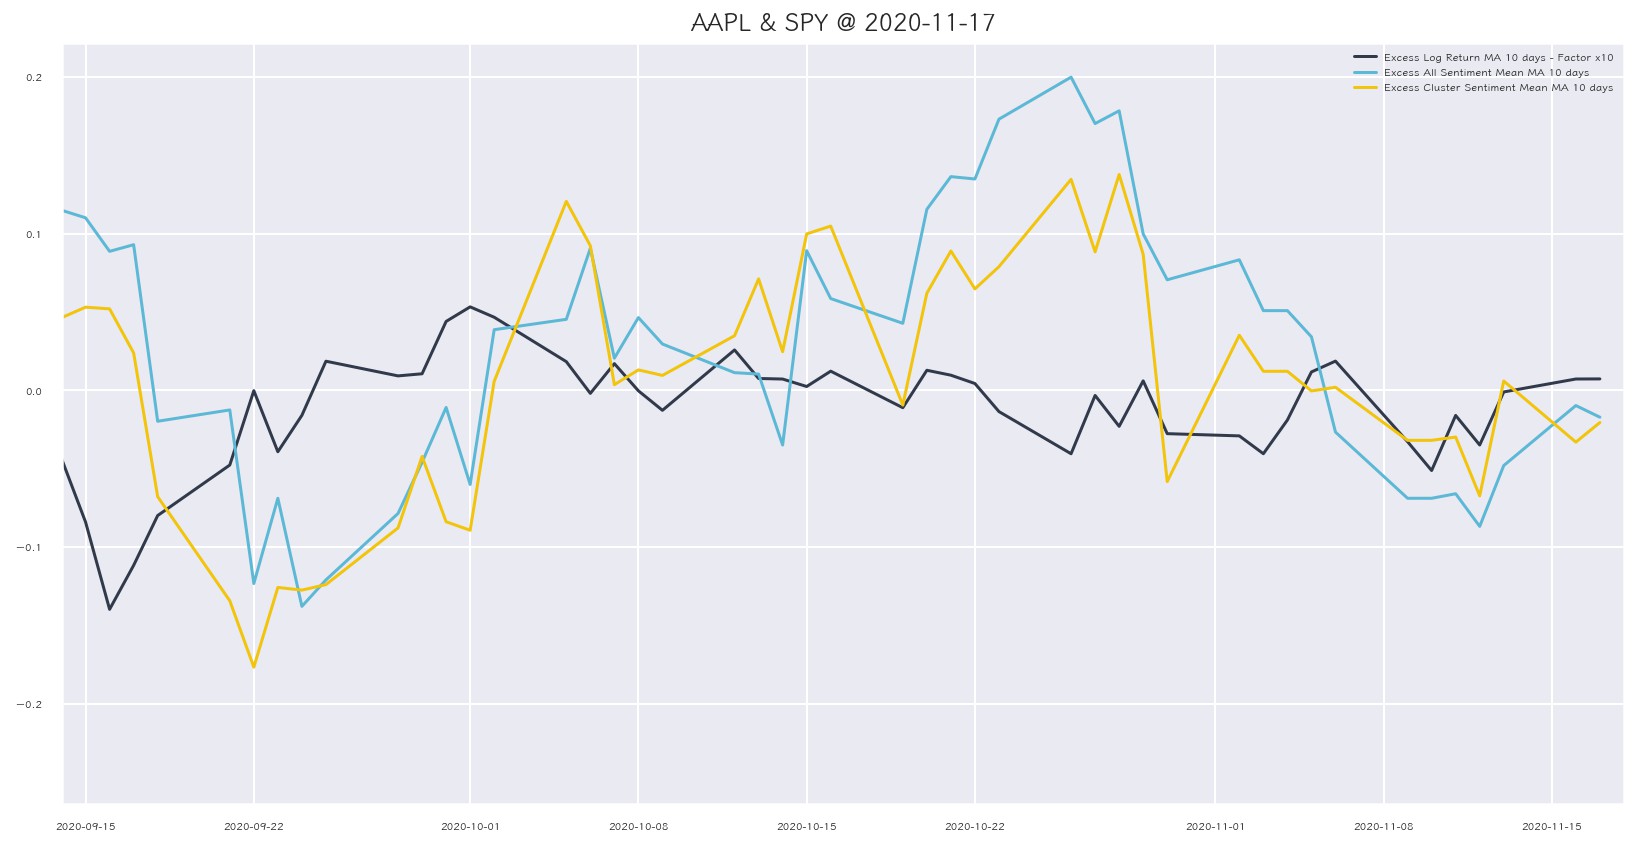 AAPL & SPY @ 2020-11-17
Excess Log Return MA 10 days - Factor x10
Excess All Sentiment Mean MA 10 days
Excess Cluster Sentiment Mean MA 10 days
0.2
0.1
0.0
−0.1
−0.2
2020-09-15 2020-09-22 2020-10-01 2020-10-08 2020-10-15 2020-10-22 2020-11-01 2020-11-08 2020-11-15